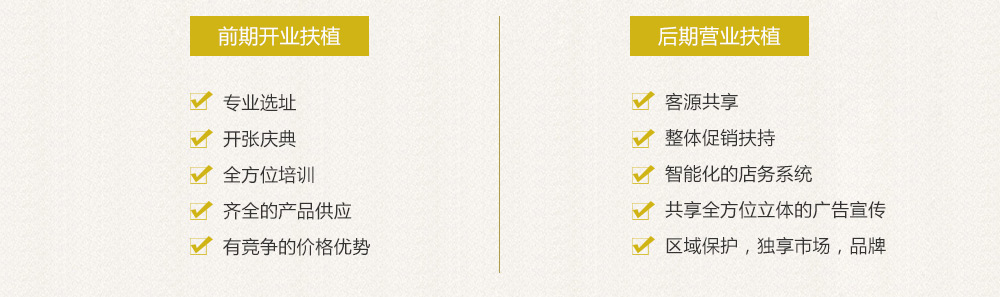 前期开业扶植
专业选址
开张庆典
全方位培训
齐全的产品供应
有竞争的价格优势
后期营业扶植
客源共享
整体促销扶持
智能化的店务系统
共享全方位立体的广告宣传
区域保护，独享市场，品牌